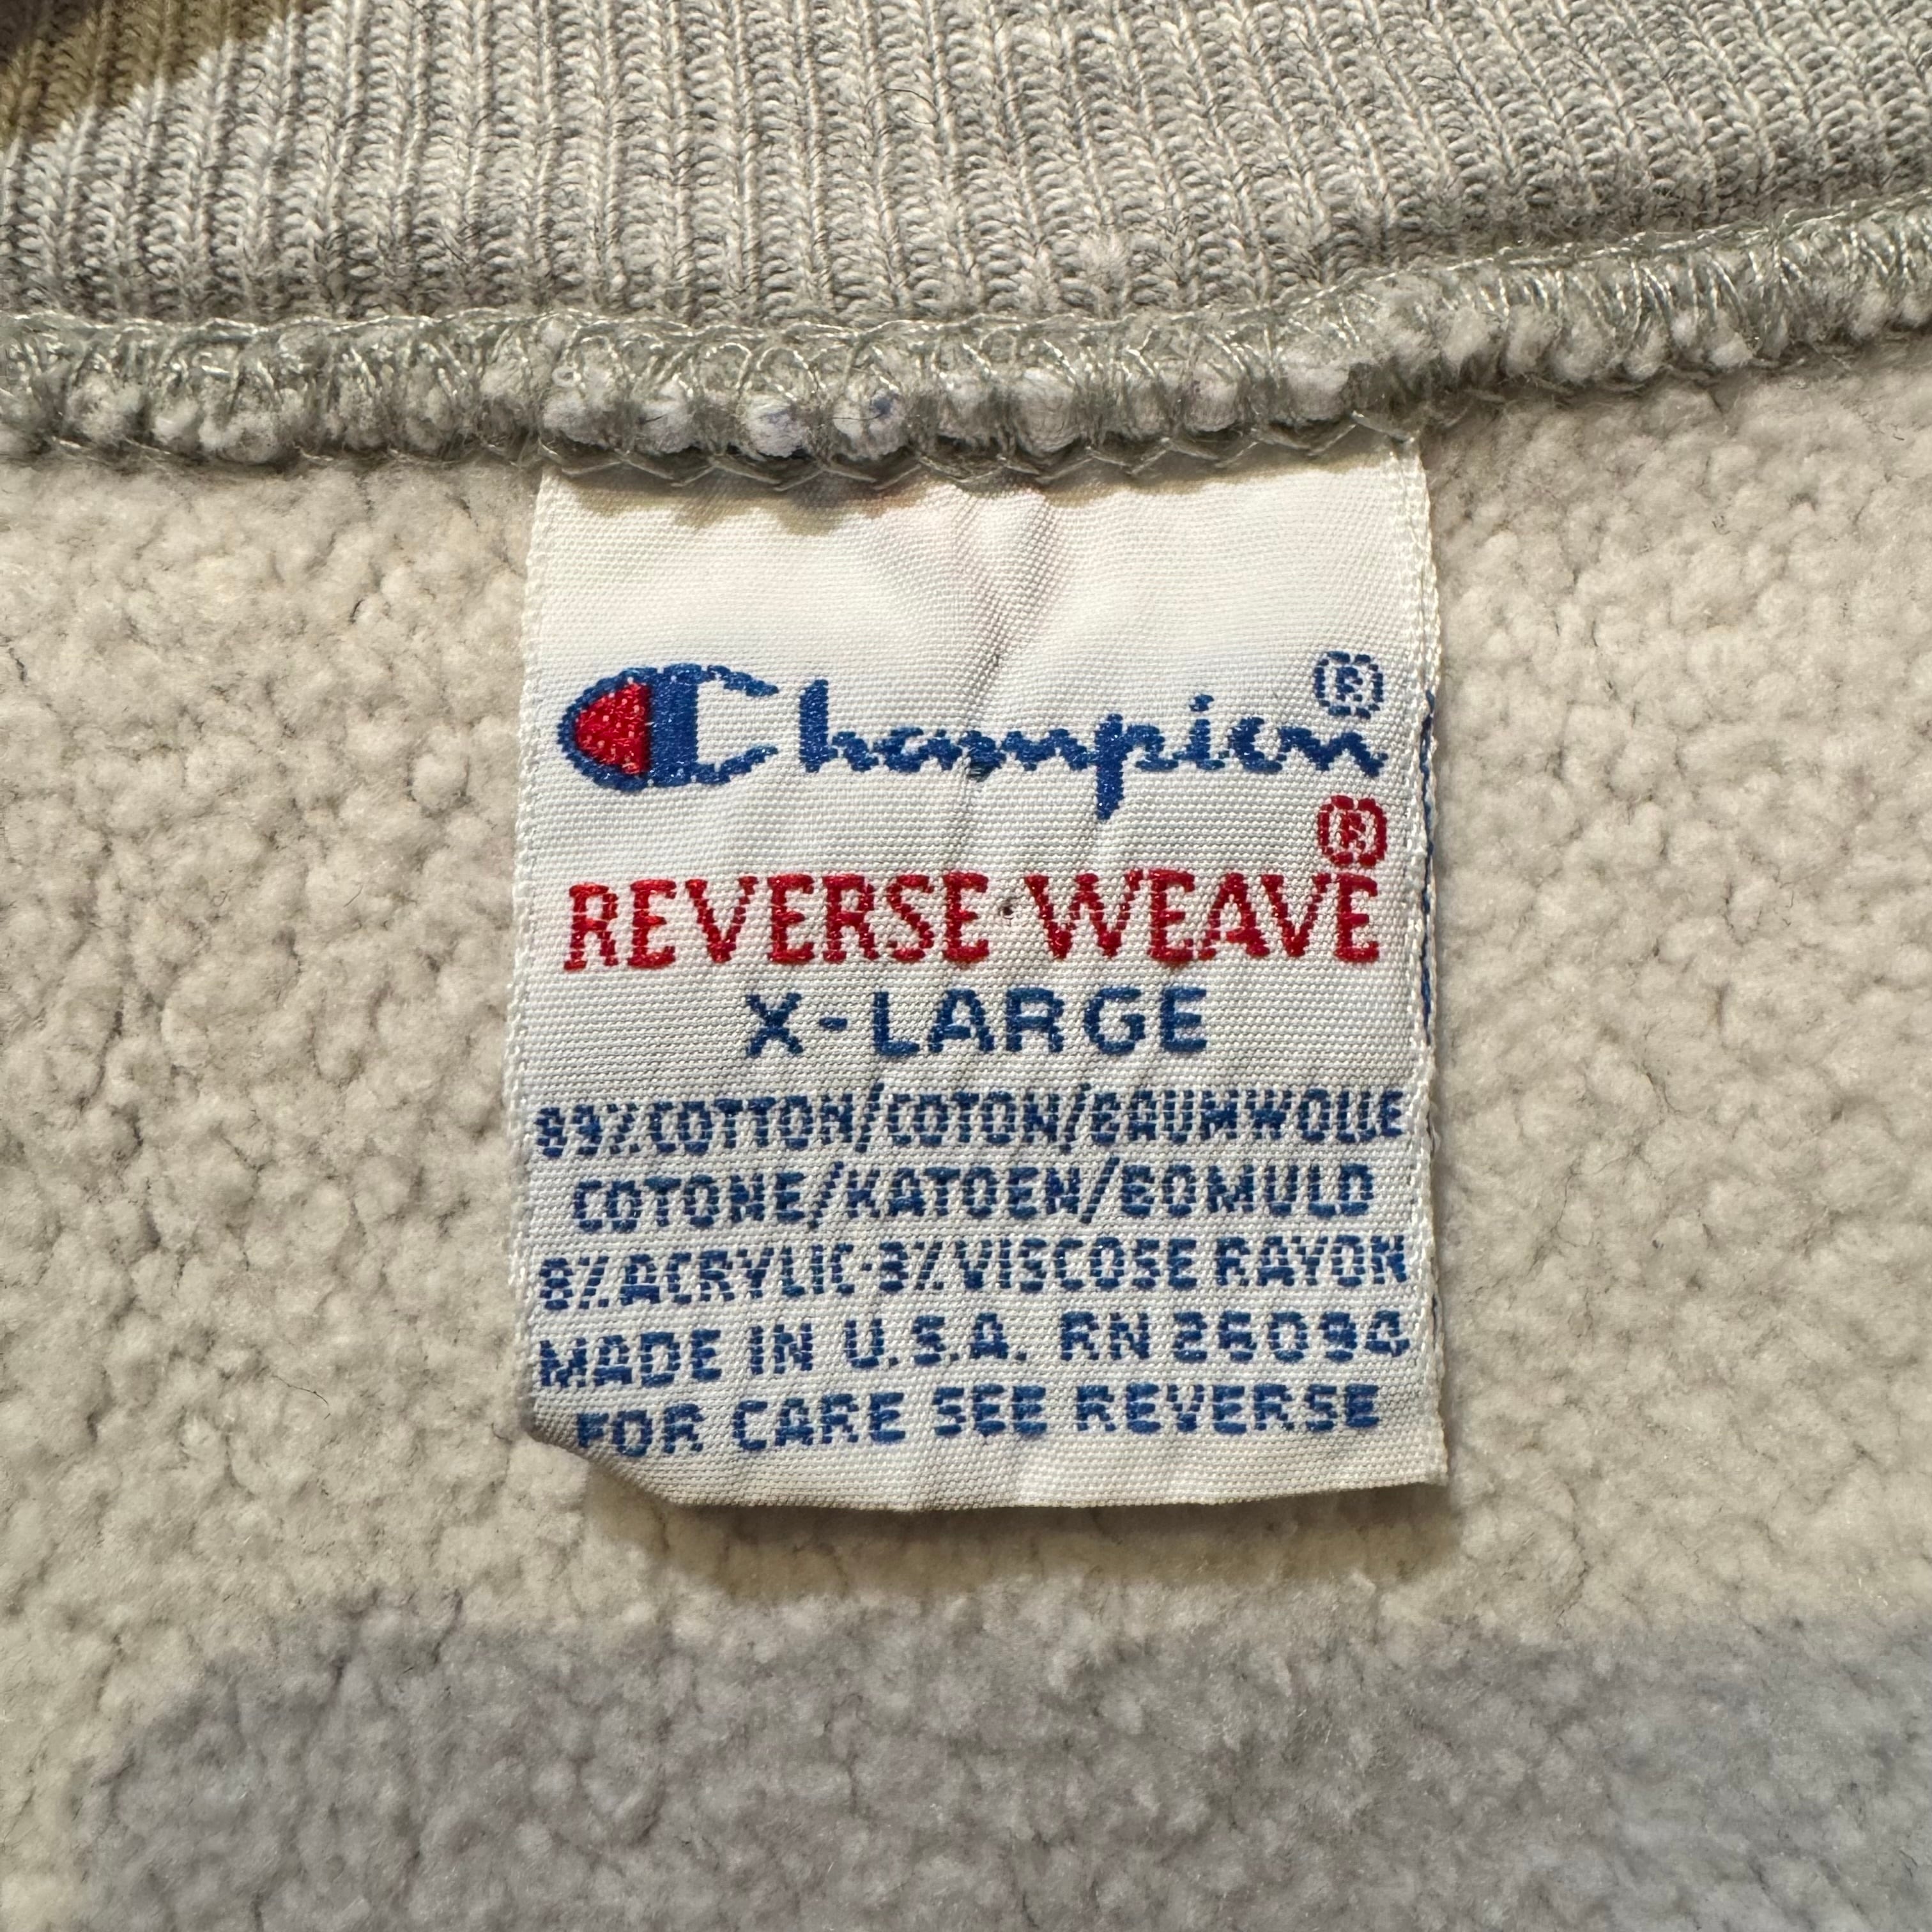 Champion®
REVERSE WEAVE®
X-LARGE
89% COTTON/COTON/BAUMWOLLE
COTONE/KATOEN/BOMULD
8% ACRYLIC-3% VISCOSE RAYON
MADE IN U.S.A. RN 26094
FOR CARE SEE REVERSE